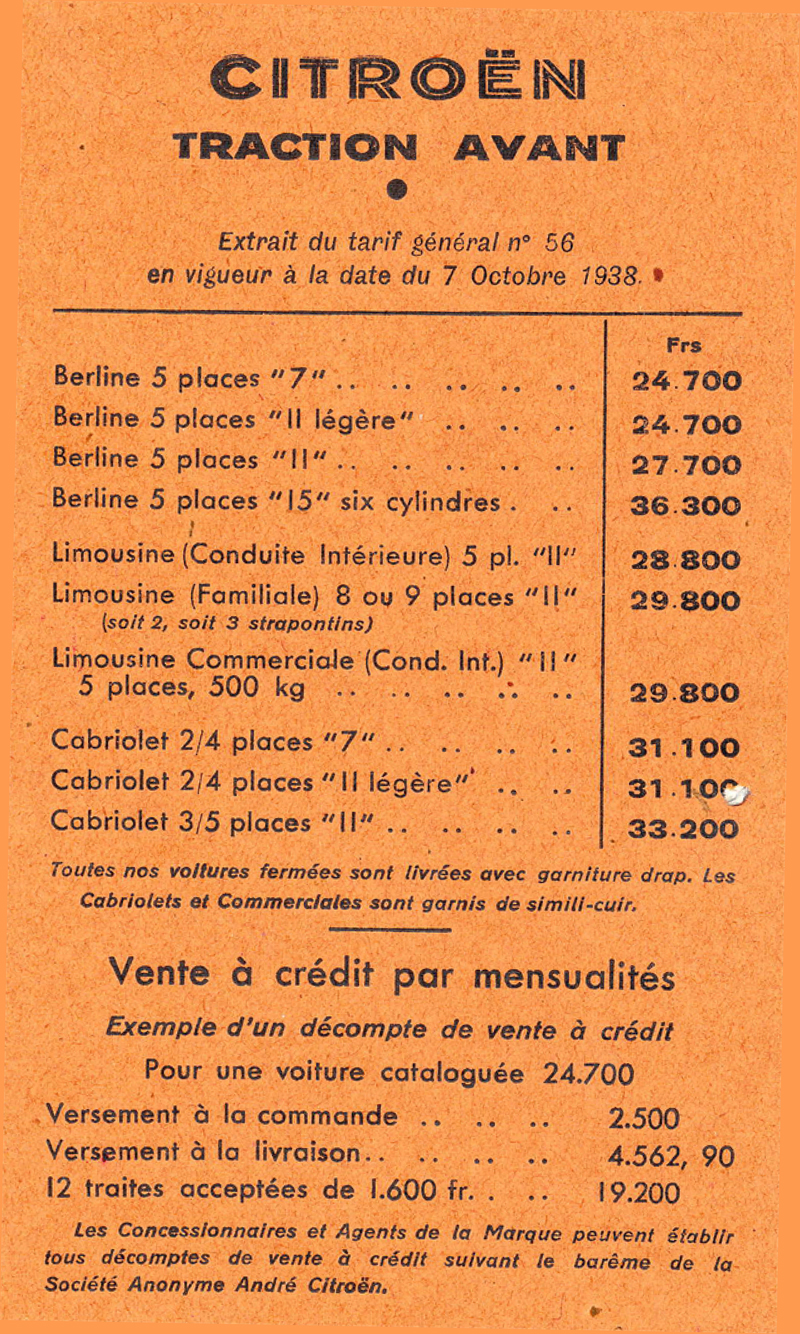 CITROËN
TRACTION AVANT
Extrait du tarif général n° 56
en vigueur à la date du 7 Octobre 1938.
Frs
Berline 5 places "7" .. .. .. .. .. 24.700
Berline 5 places "11 légère" .. .. .. 24.700
Berline 5 places "11" .. .. .. .. .. 27.700
Berline 5 places "15" six cylindres . .. 36.300
Limousine (Conduite Intérieure) 5 pl. "11" 28.800
Limousine (Familiale) 8 ou 9 places "11" 29.800
(soit 2, soit 3 strapontins)
Limousine Commerciale (Cond. Int.) "11"
5 places, 500 kg .. .. .. .. .. 29.800
Cabriolet 2/4 places "7" .. .. .. .. 31.100
Cabriolet 2/4 places "11 légère" .. .. 31.100
Cabriolet 3/5 places "11" .. .. .. .. 33.200
Toutes nos voitures fermées sont livrées avec garniture drap. Les
Cabriolets et Commerciales sont garnis de simili-cuir.
Vente à crédit par mensualités
Exemple d'un décompte de vente à crédit
Pour une voiture cataloguée 24.700
Versement à la commande .. .. .. 2.500
Versement à la livraison .. .. .. .. 4.562, 90
12 traites acceptées de 1.600 fr. . .. 19.200
Les Concessionnaires et Agents de la Marque peuvent établir
tous décomptes de vente à crédit suivant le barême de la
Société Anonyme André Citroën.